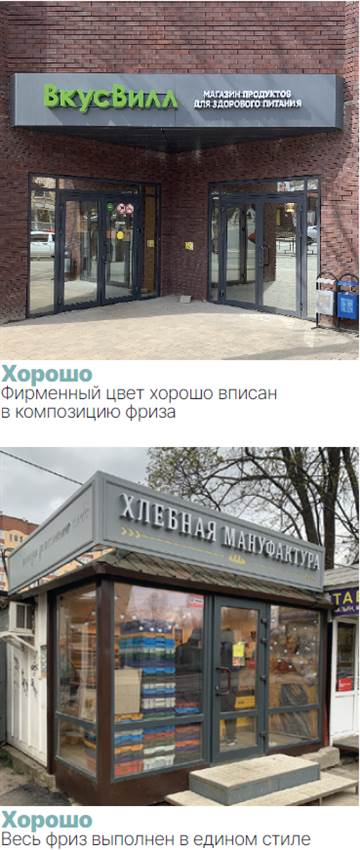 ВкусВилл
МАГАЗИН ПРОДУКТОВ
ДЛЯ ЗДОРОВОГО ПИТАНИЯ
Хорошо
Фирменный цвет хорошо вписан
в композицию фриза
ХЛЕБНАЯ МАНУФАКТУРА
ТАБ
Хорошо
Весь фриз выполнен в едином стиле